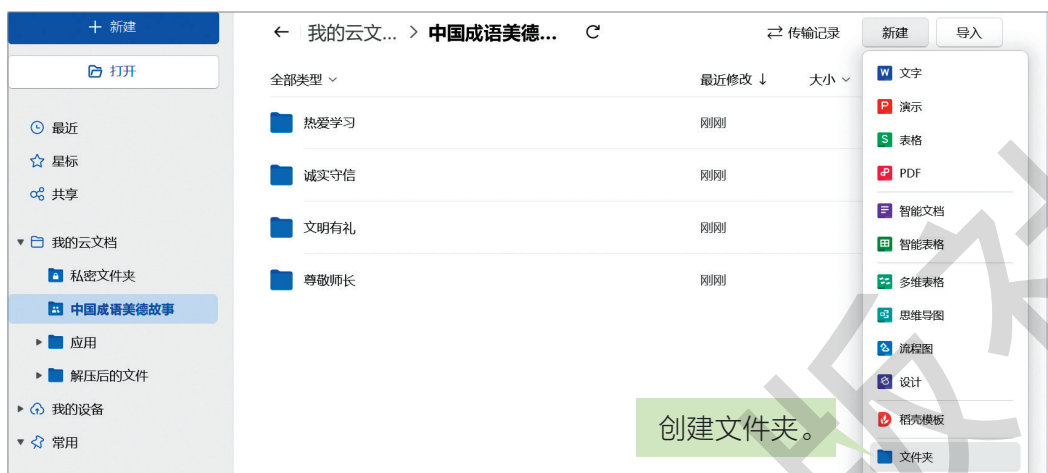 + 新建
打开
最近
星标
共享
我的云文档
私密文件夹
中国成语美德故事
应用
解压后的文件
我的设备
常用
← 我的云文... > 中国成语美德...
传输记录
新建
导入
全部类型
最近修改 ↓
大小
热爱学习 刚刚
诚实守信 刚刚
文明有礼 刚刚
尊敬师长 刚刚
W 文字
P 演示
S 表格
PDF
智能文档
智能表格
多维表格
思维导图
流程图
设计
稻壳模板
文件夹
创建文件夹。
版社